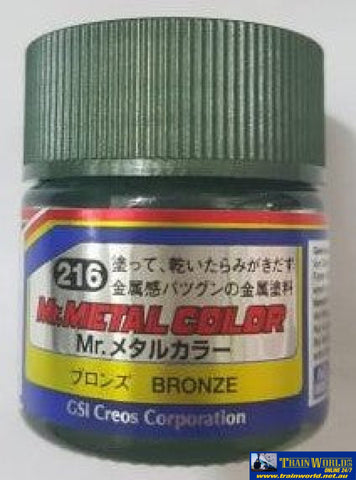 216
塗って、乾いたらみがきだす
金属感バツグンの金属塗料
Mr.METAL COLOR
Mr.メタルカラー
ブロンズ BRONZE
GSI Creos Corporation
TRAINWORLD
ONLINE 24/7
www.trainworld.net.au